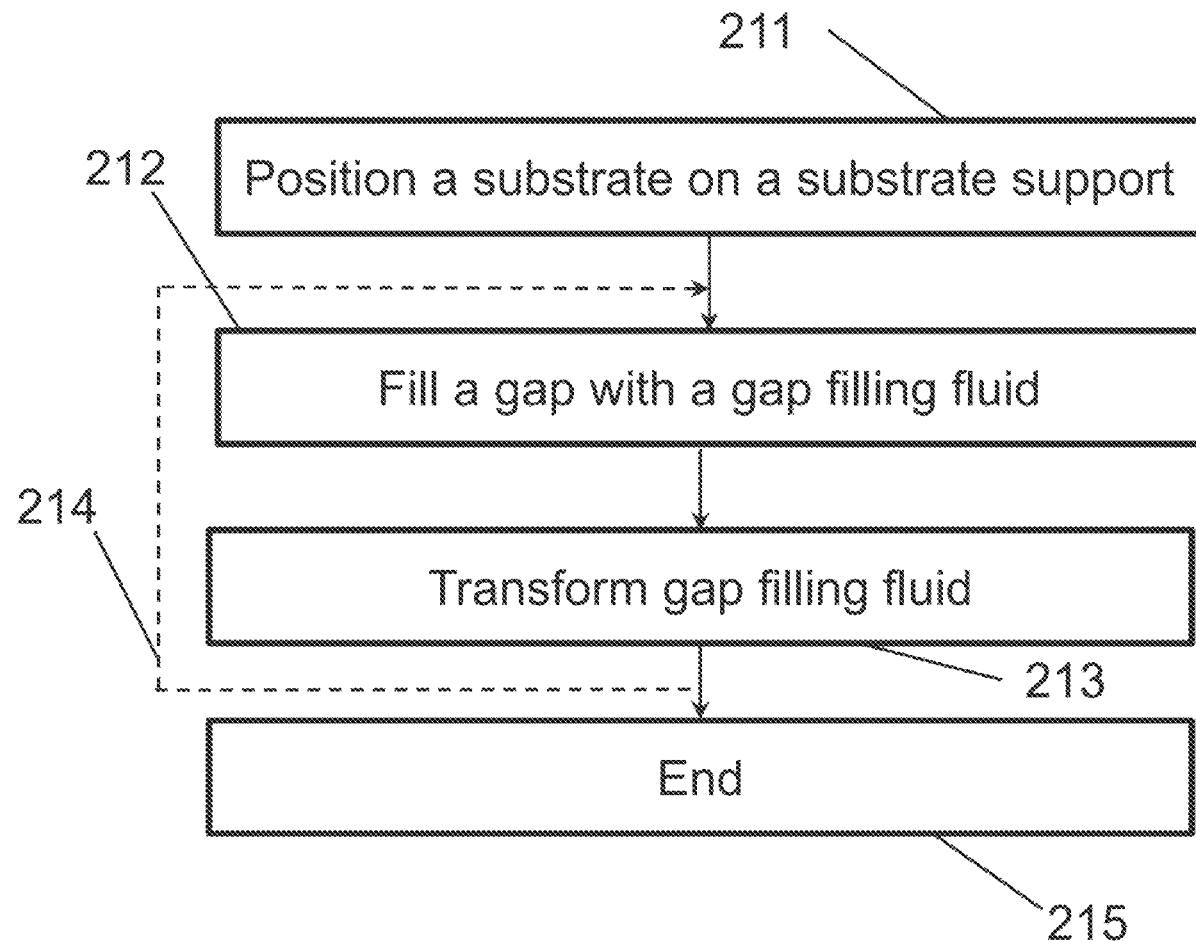 211
Position a substrate on a substrate support
212
Fill a gap with a gap filling fluid
214
Transform gap filling fluid
213
End
215